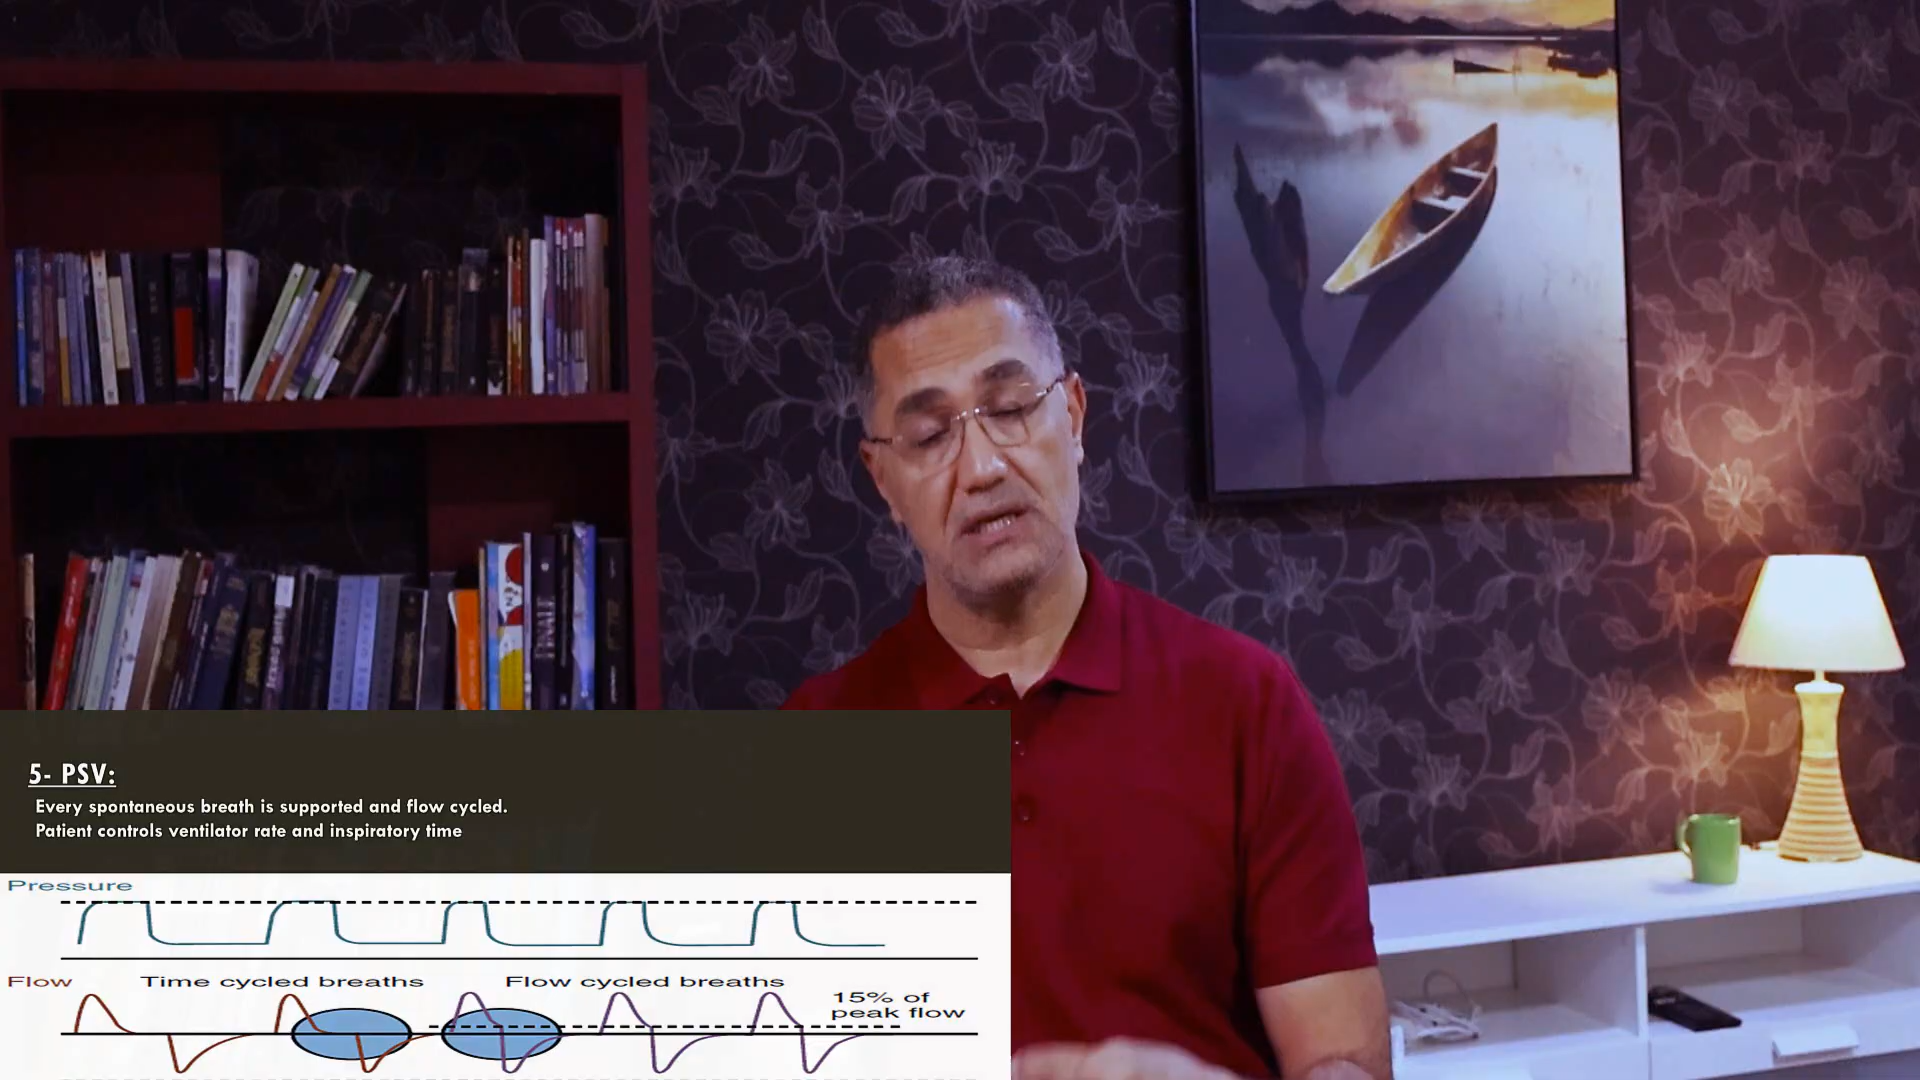 5- PSV:
Every spontaneous breath is supported and flow cycled.
Patient controls ventilator rate and inspiratory time
Pressure
Flow
Time cycled breaths
Flow cycled breaths
15% of
peak flow